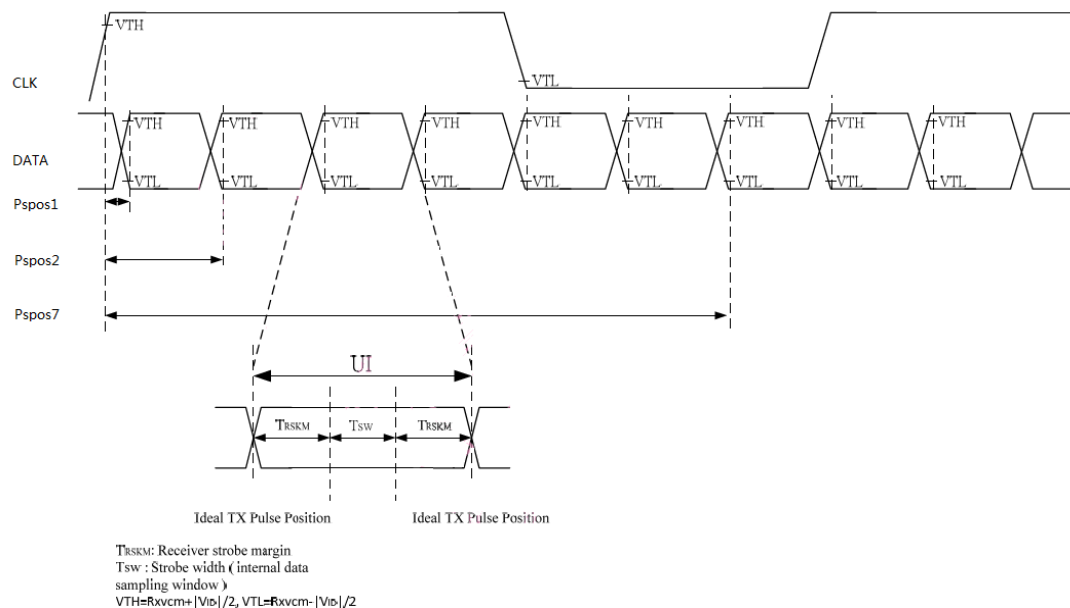 VTH
CLK
VTL
VTH VTH VTH VTH VTH VTH VTH VTH VTH
DATA
VTL VTL VTL VTL VTL VTL VTL VTL VTL
Pspos1
Pspos2
Pspos7
UI
TRSKM TSW TRSKM
Ideal TX Pulse Position Ideal TX Pulse Position
TRSKM: Receiver strobe margin
Tsw : Strobe width ( internal data
sampling window )
VTH=Rxvcm+|VID|/2, VTL=Rxvcm-|VID|/2